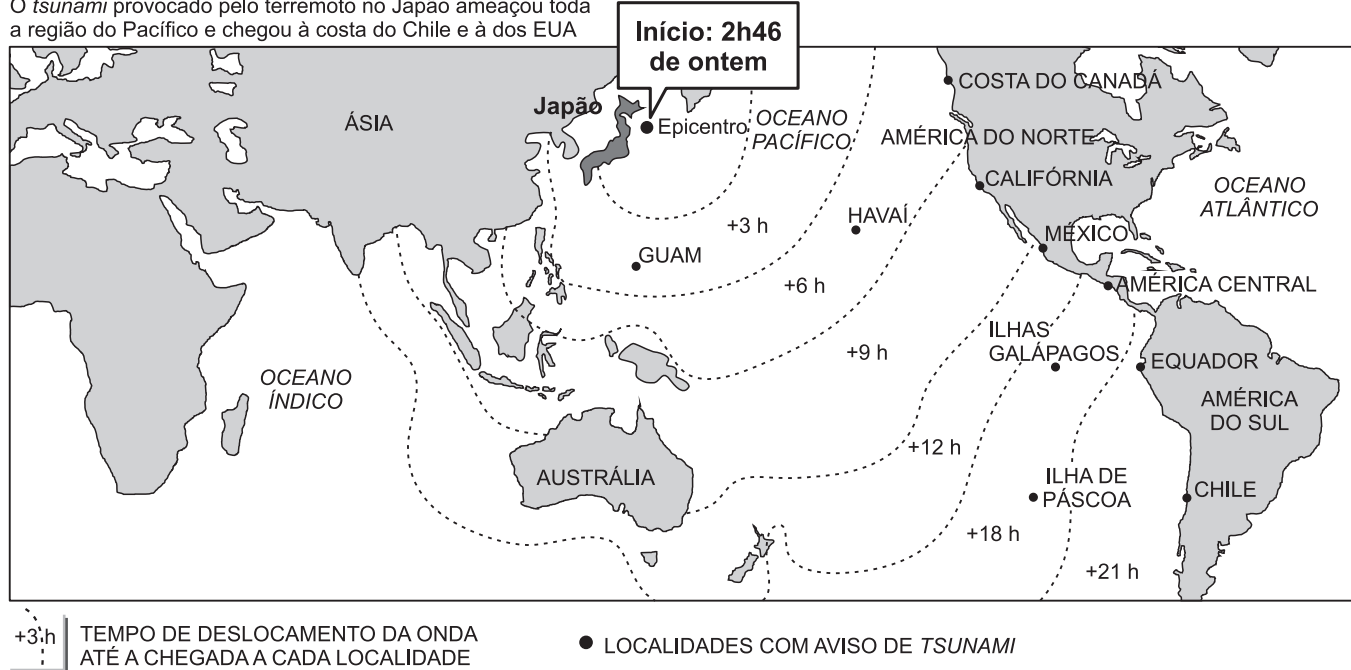 O tsunami provocado pelo terremoto no Japão ameaçou toda
a região do Pacífico e chegou à costa do Chile e à dos EUA
Início: 2h46
de ontem
Japão
Epicentro
ÁSIA
OCEANO
PACÍFICO
COSTA DO CANADÁ
AMÉRICA DO NORTE
CALIFÓRNIA
OCEANO
ATLÂNTICO
HAVAÍ
+3 h
MÉXICO
GUAM
+6 h
AMÉRICA CENTRAL
ILHAS
GALÁPAGOS
+9 h
EQUADOR
OCEANO
ÍNDICO
AMÉRICA
DO SUL
+12 h
AUSTRÁLIA
ILHA DE
PÁSCOA
CHILE
+18 h
+21 h
+3 h
TEMPO DE DESLOCAMENTO DA ONDA
ATÉ A CHEGADA A CADA LOCALIDADE
LOCALIDADES COM AVISO DE TSUNAMI